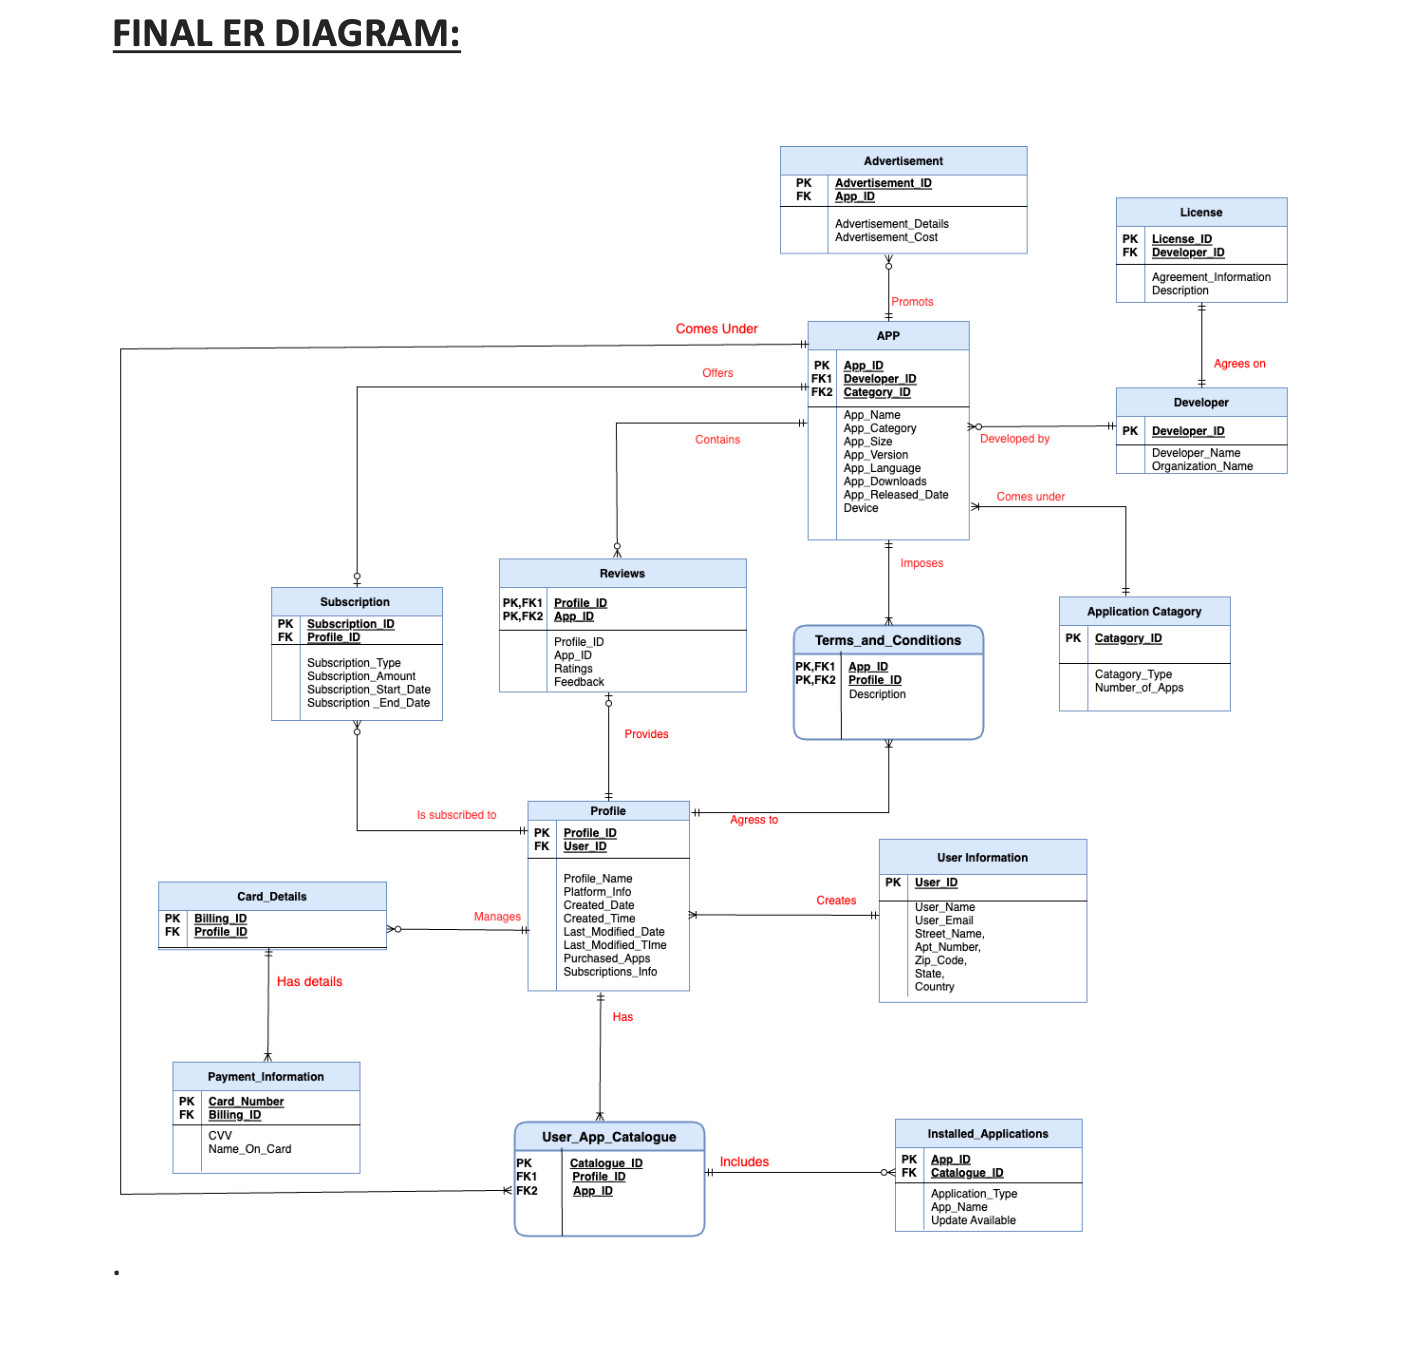 FINAL ER DIAGRAM:
Advertisement
PK Advertisement_ID
FK App_ID
Advertisement_Details
Advertisement_Cost
License
PK License_ID
FK Developer_ID
Agreement_Information
Description
Promots
Comes Under
APP
PK App_ID
FK1 Developer_ID
FK2 Category_ID
App_Name
App_Category
App_Size
App_Version
App_Language
App_Downloads
App_Released_Date
Device
Offers
Contains
Agrees on
Developer
PK Developer_ID
Developer_Name
Organization_Name
Developed by
Comes under
Imposes
Reviews
PK,FK1 Profile_ID
PK,FK2 App_ID
Profile_ID
App_ID
Ratings
Feedback
Subscription
PK Subscription_ID
FK Profile_ID
Subscription_Type
Subscription_Amount
Subscription_Start_Date
Subscription _End_Date
Terms_and_Conditions
PK,FK1 App_ID
PK,FK2 Profile_ID
Description
Application Catagory
PK Catagory_ID
Catagory_Type
Number_of_Apps
Provides
Is subscribed to
Agress to
Profile
PK Profile_ID
FK User_ID
Profile_Name
Platform_Info
Created_Date
Created_Time
Last_Modified_Date
Last_Modified_TIme
Purchased_Apps
Subscriptions_Info
User Information
PK User_ID
User_Name
User_Email
Street_Name,
Apt_Number,
Zip_Code,
State,
Country
Creates
Card_Details
PK Billing_ID
FK Profile_ID
Manages
Has details
Has
Payment_Information
PK Card_Number
FK Billing_ID
CVV
Name_On_Card
User_App_Catalogue
PK Catalogue_ID
FK1 Profile_ID
FK2 App_ID
Includes
Installed_Applications
PK App_ID
FK Catalogue_ID
Application_Type
App_Name
Update Available
.